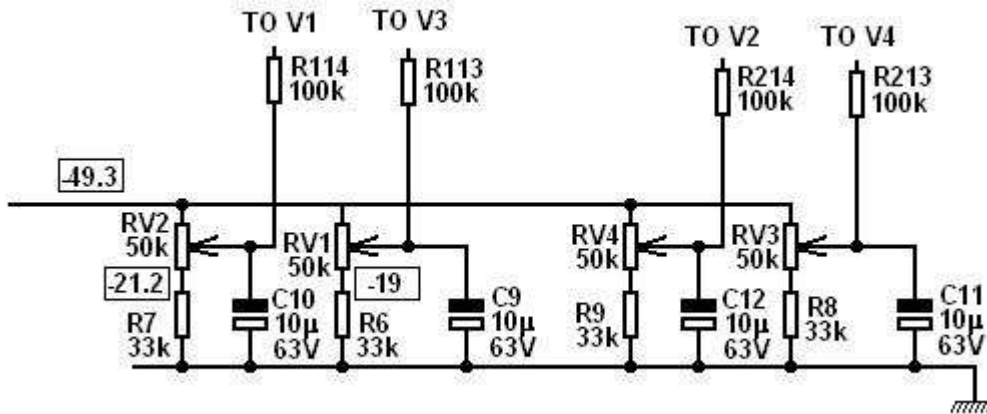 TO V1
TO V3
TO V2
TO V4
R114
100k
R113
100k
R214
100k
R213
100k
-49.3
RV2
50k
RV1
50k
RV4
50k
RV3
50k
-21.2
-19
R7
33k
C10
10µ
63V
R6
33k
C9
10µ
63V
R9
33k
C12
10µ
63V
R8
33k
C11
10µ
63V